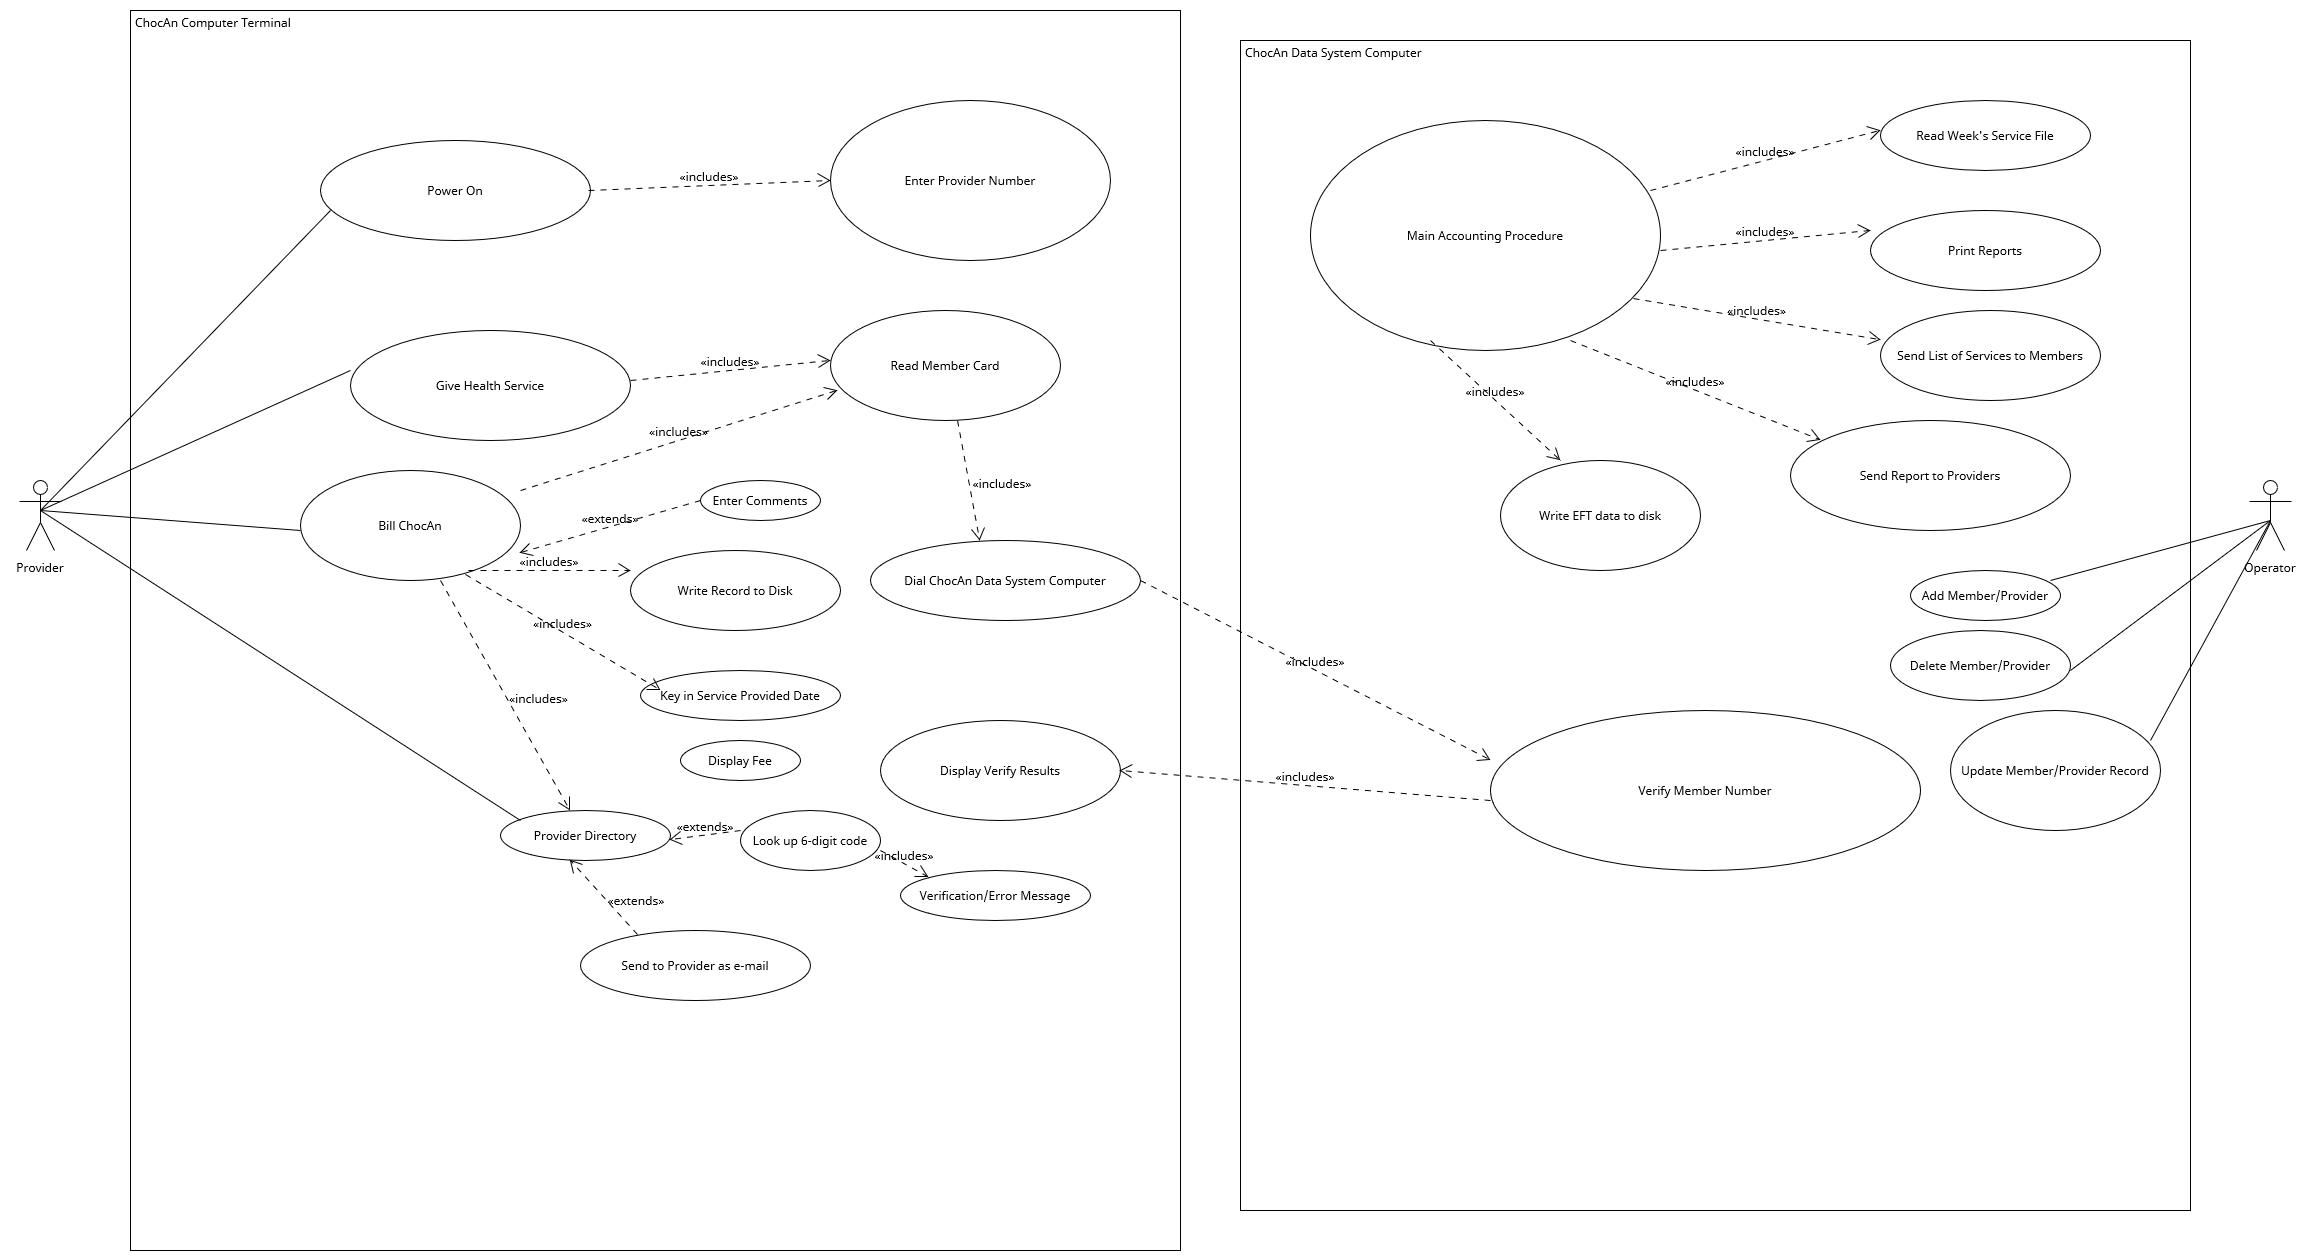 ChocAn Computer Terminal
Power On
«includes»
Enter Provider Number
Give Health Service
«includes»
Read Member Card
«includes»
Bill ChocAn
«extends»
Enter Comments
«includes»
«includes»
Write Record to Disk
Dial ChocAn Data System Computer
«includes»
Key in Service Provided Date
«includes»
Display Fee
Display Verify Results
Provider Directory
«extends»
Look up 6-digit code
«includes»
Verification/Error Message
«extends»
Send to Provider as e-mail
Provider
ChocAn Data System Computer
Main Accounting Procedure
«includes»
Read Week's Service File
«includes»
Print Reports
«includes»
Send List of Services to Members
«includes»
Send Report to Providers
«includes»
Write EFT data to disk
Add Member/Provider
Delete Member/Provider
Update Member/Provider Record
«includes»
Verify Member Number
«includes»
Operator